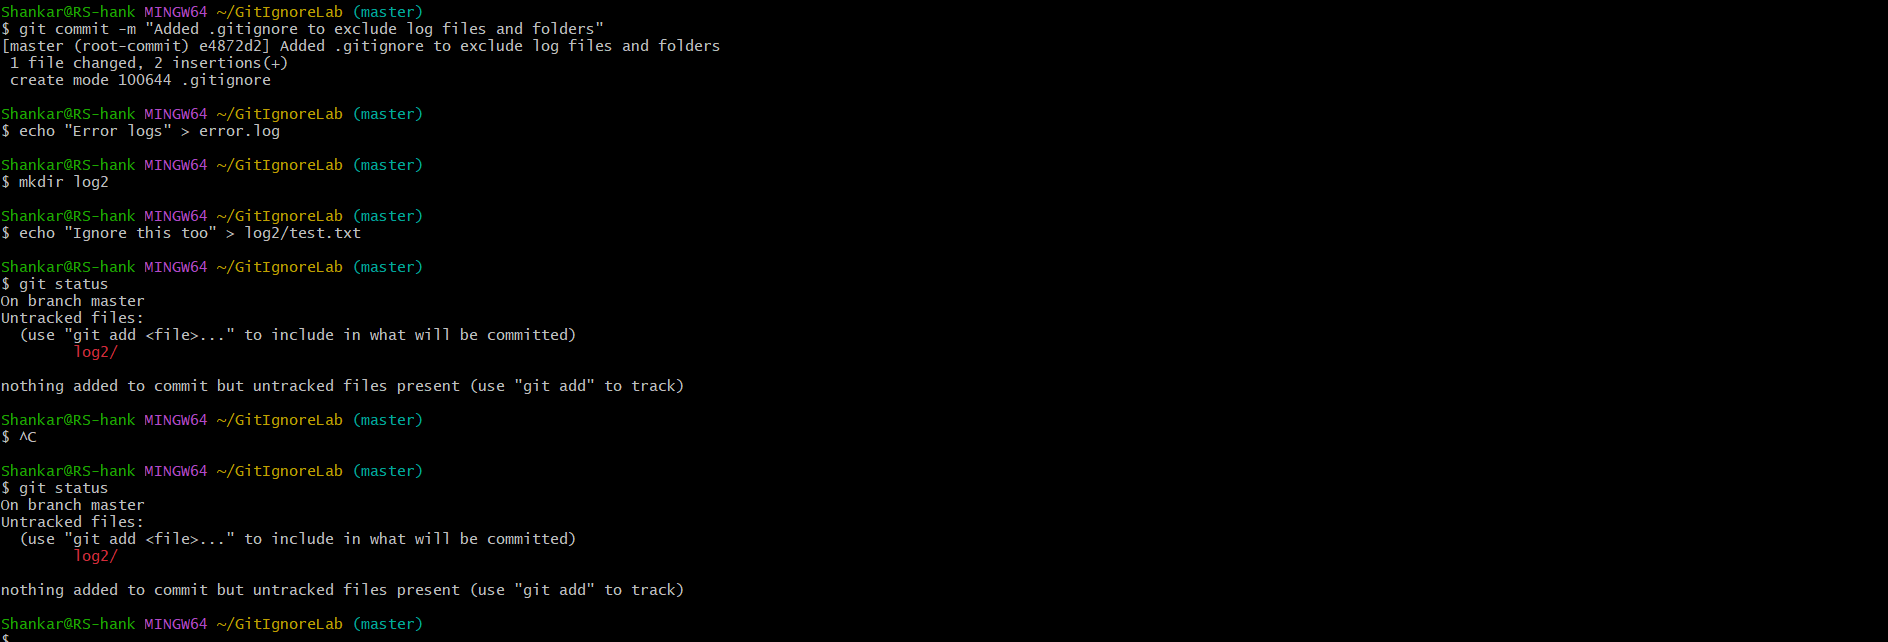 Shankar@RS-hank MINGW64 ~/GitIgnoreLab (master)
$ git commit -m "Added .gitignore to exclude log files and folders"
[master (root-commit) e4872d2] Added .gitignore to exclude log files and folders
 1 file changed, 2 insertions(+)
 create mode 100644 .gitignore

Shankar@RS-hank MINGW64 ~/GitIgnoreLab (master)
$ echo "Error logs" > error.log

Shankar@RS-hank MINGW64 ~/GitIgnoreLab (master)
$ mkdir log2

Shankar@RS-hank MINGW64 ~/GitIgnoreLab (master)
$ echo "Ignore this too" > log2/test.txt

Shankar@RS-hank MINGW64 ~/GitIgnoreLab (master)
$ git status
On branch master
Untracked files:
  (use "git add <file>..." to include in what will be committed)
        log2/

nothing added to commit but untracked files present (use "git add" to track)

Shankar@RS-hank MINGW64 ~/GitIgnoreLab (master)
$ ^C

Shankar@RS-hank MINGW64 ~/GitIgnoreLab (master)
$ git status
On branch master
Untracked files:
  (use "git add <file>..." to include in what will be committed)
        log2/

nothing added to commit but untracked files present (use "git add" to track)

Shankar@RS-hank MINGW64 ~/GitIgnoreLab (master)
$